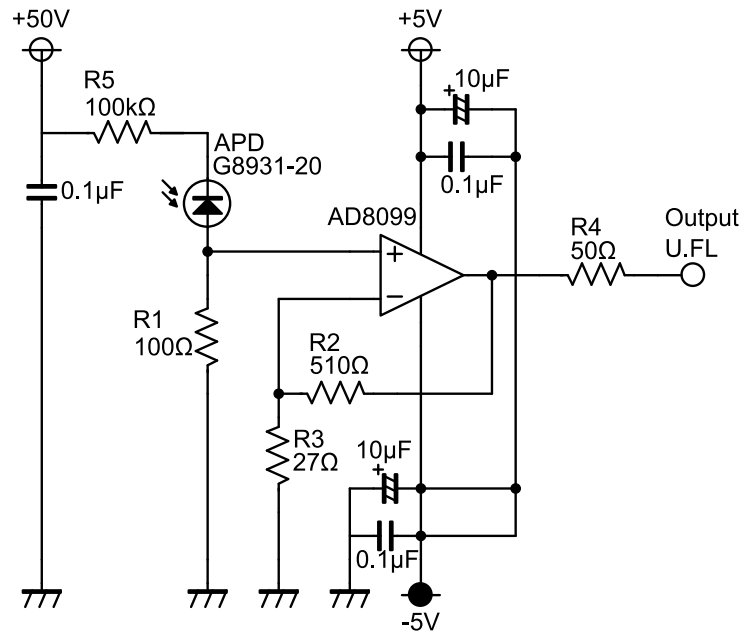 +50V
+5V
R5
100kΩ
+
10µF
APD
G8931-20
0.1µF
0.1µF
AD8099
R4
50Ω
Output
U.FL
+
−
R1
100Ω
R2
510Ω
R3
27Ω
10µF
+
0.1µF
-5V